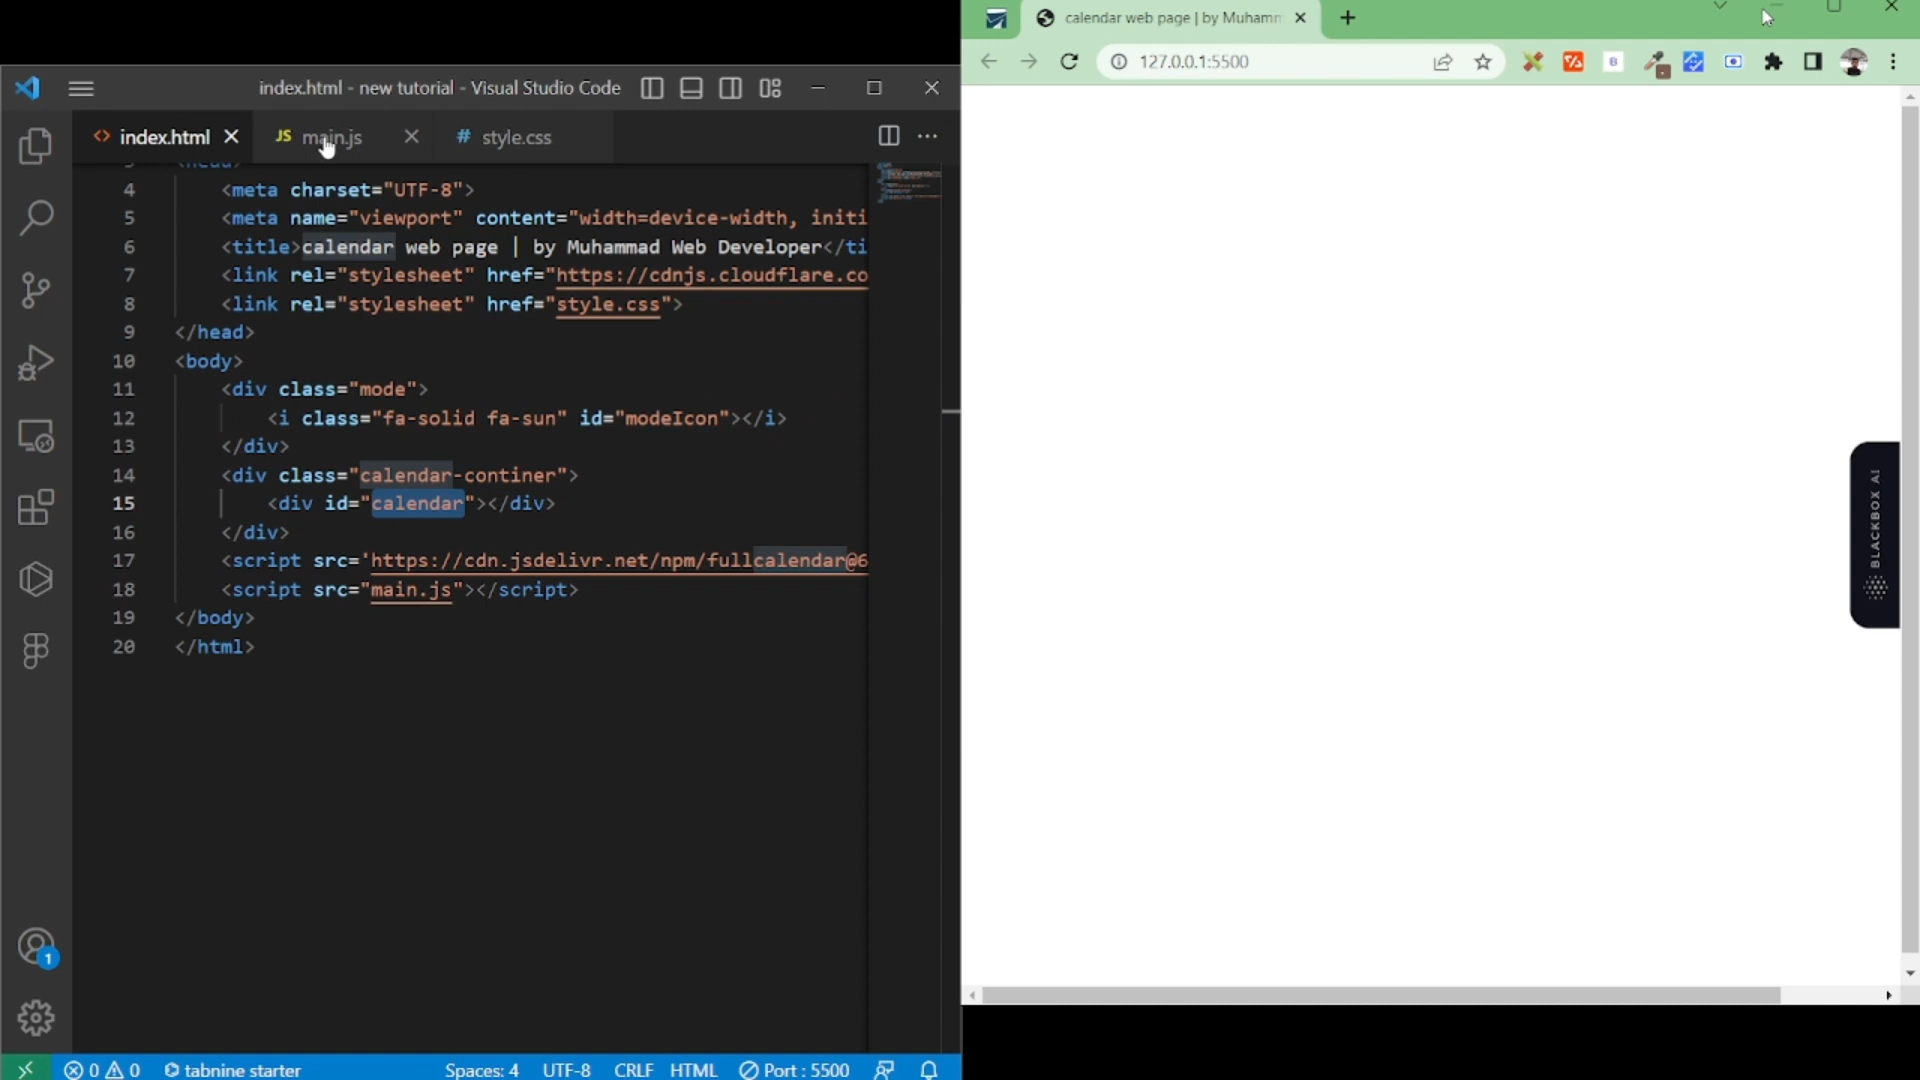 calendar web page | by Muhamm
127.0.0.1:5500
B
index.html - new tutorial - Visual Studio Code
<> index.html
JS main.js
# style.css
4 <meta charset="UTF-8">
5 <meta name="viewport" content="width=device-width, initi
6 <title>calendar web page | by Muhammad Web Developer</ti
7 <link rel="stylesheet" href="https://cdnjs.cloudflare.co
8 <link rel="stylesheet" href="style.css">
9 </head>
10 <body>
11 <div class="mode">
12 <i class="fa-solid fa-sun" id="modeIcon"></i>
13 </div>
14 <div class="calendar-continer">
15 <div id="calendar"></div>
16 </div>
17 <script src='https://cdn.jsdelivr.net/npm/fullcalendar@6
18 <script src="main.js"></script>
19 </body>
20 </html>
BLACKBOX AI
1
0 0 tabnine starter Spaces: 4 UTF-8 CRLF HTML Port : 5500